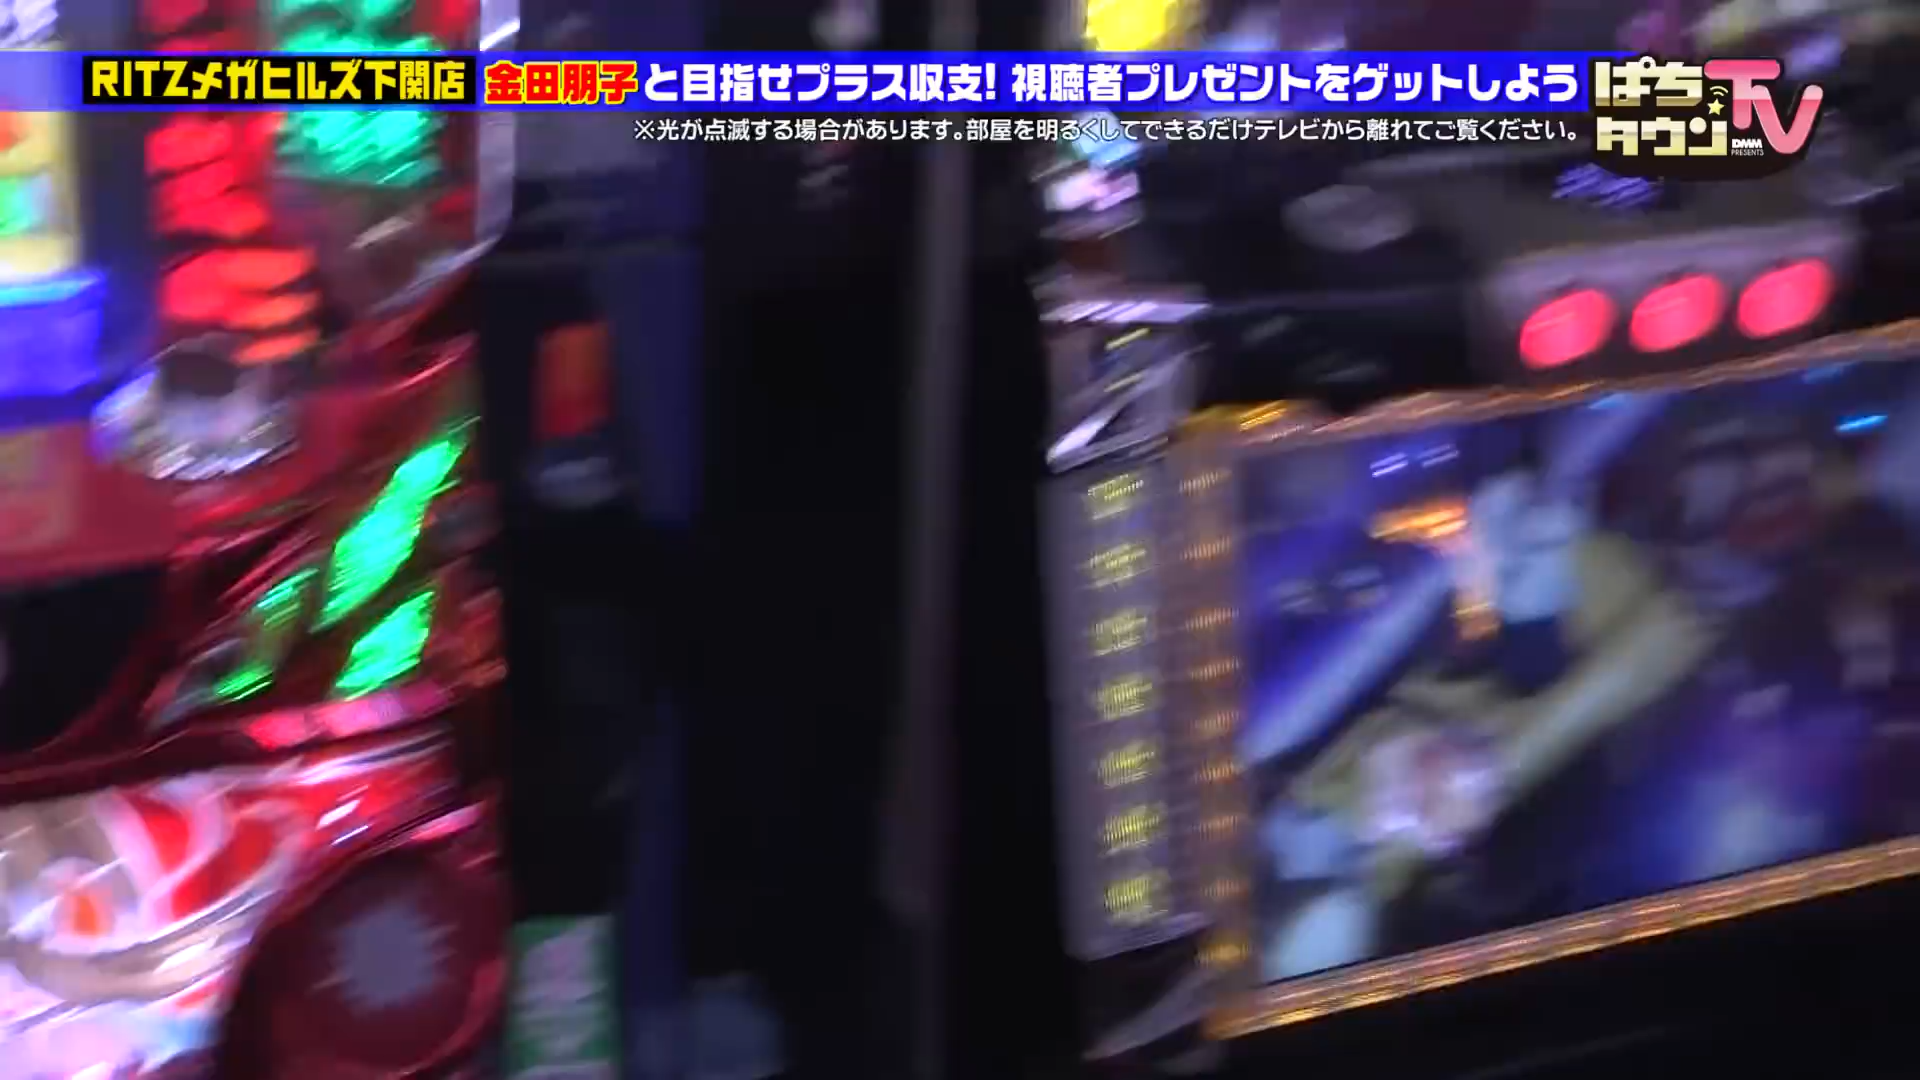 RITZメガヒルズ下関店 金田朋子と目指せプラス収支! 視聴者プレゼントをゲットしよう
※光が点滅する場合があります。部屋を明るくしてできるだけテレビから離れてご覧ください。
ぱちタウンTV
DMM PRESENTS